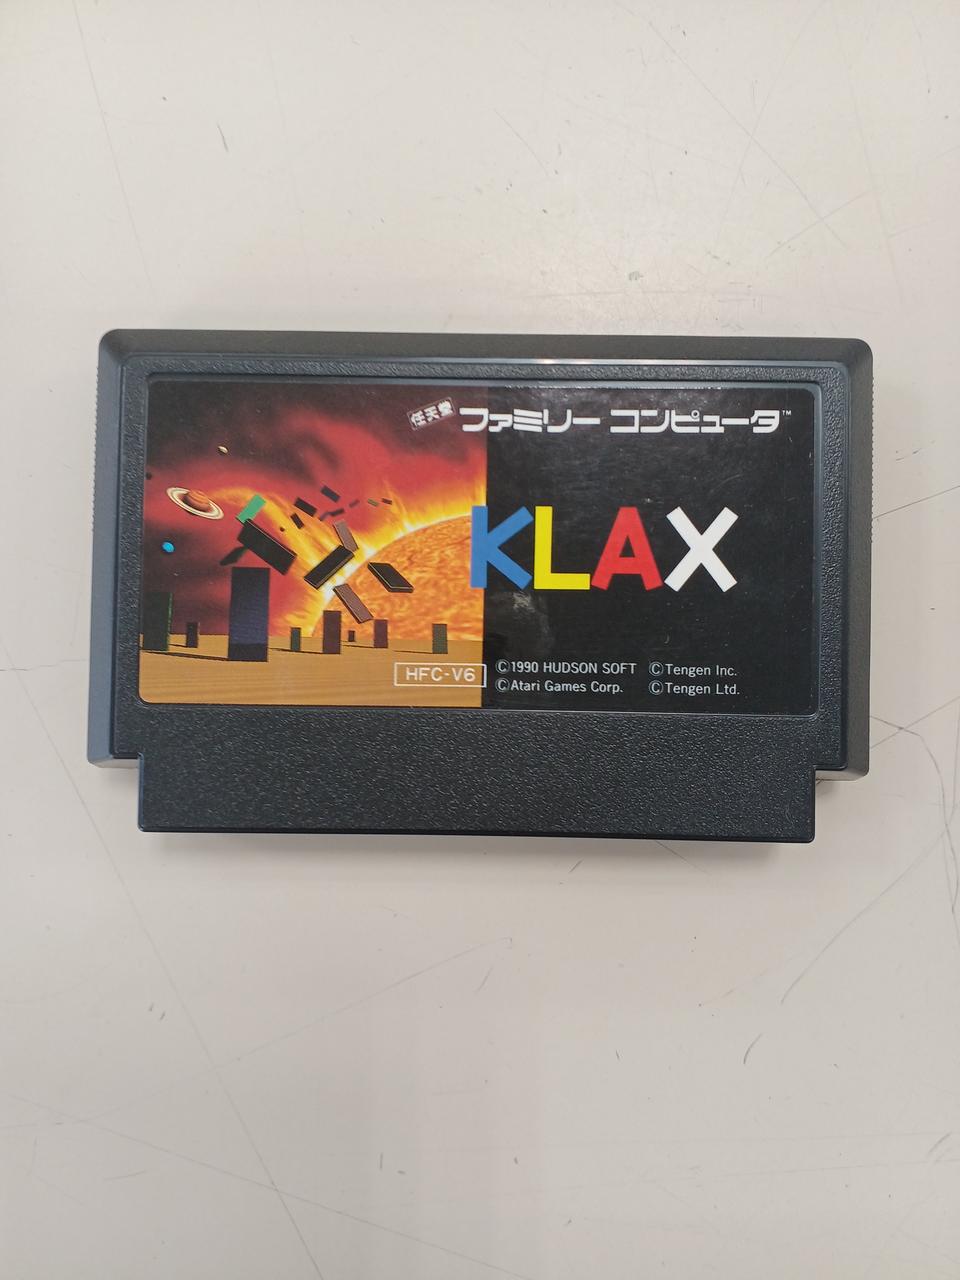 任天堂 ファミリー コンピュータ™
KLAX
HFC-V6
©1990 HUDSON SOFT ©Tengen Inc.
©Atari Games Corp. ©Tengen Ltd.